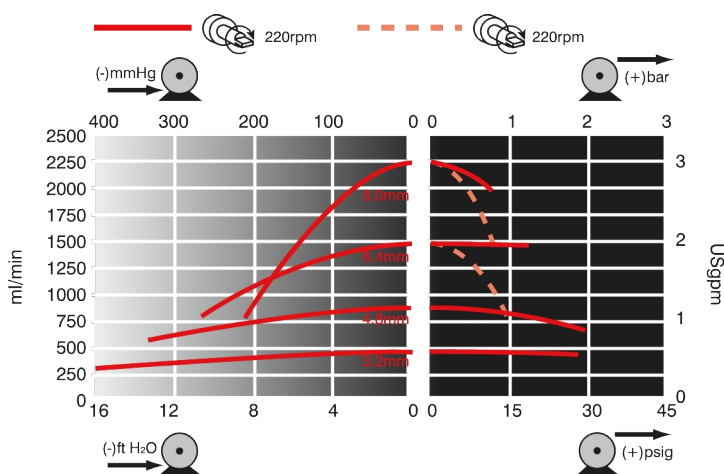 220rpm 220rpm
(-)mmHg (+)bar
400 300 200 100 0 0 1 2 3
2500
2250 3
2000
8.0mm
1750
1500 2
6.4mm
1250
1000
4.8mm 1
750
500
3.2mm
250
0 0
16 12 8 4 0 0 15 30 45
ml/min
USgpm
(-)ft H₂O (+)psig